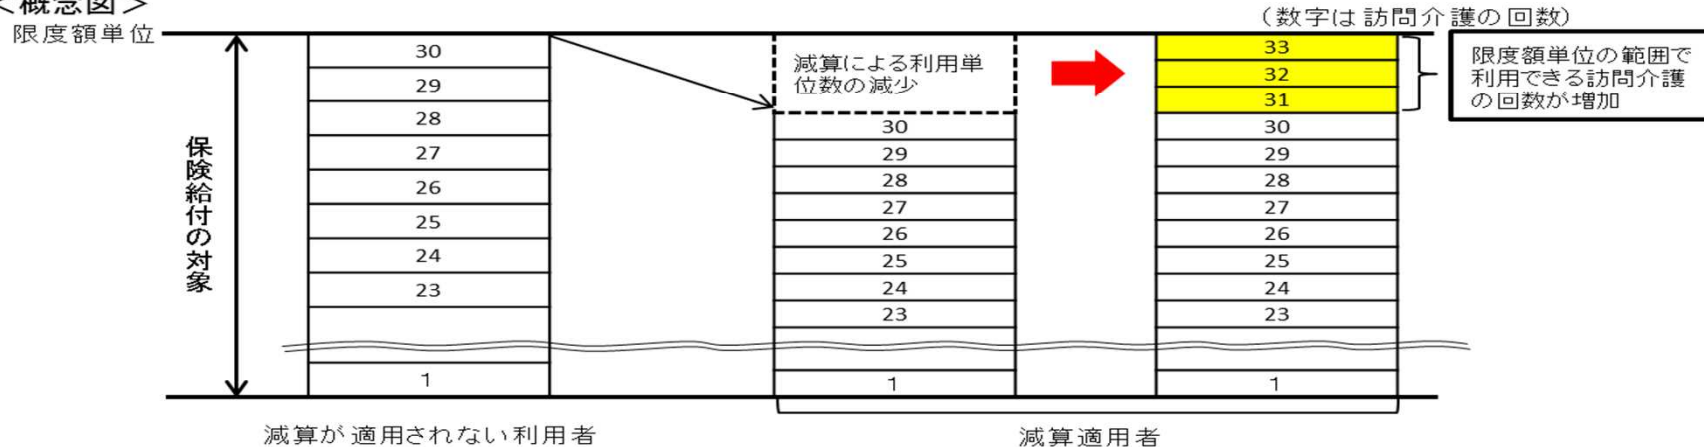 ＜概念図＞
限度額単位
（数字は訪問介護の回数）
保険給付の対象
30
29
28
27
26
25
24
23
1
減算による利用単
位数の減少
30
29
28
27
26
25
24
23
1
33
32
31
30
29
28
27
26
25
24
23
1
限度額単位の範囲で
利用できる訪問介護
の回数が増加
減算が適用されない利用者
減算適用者